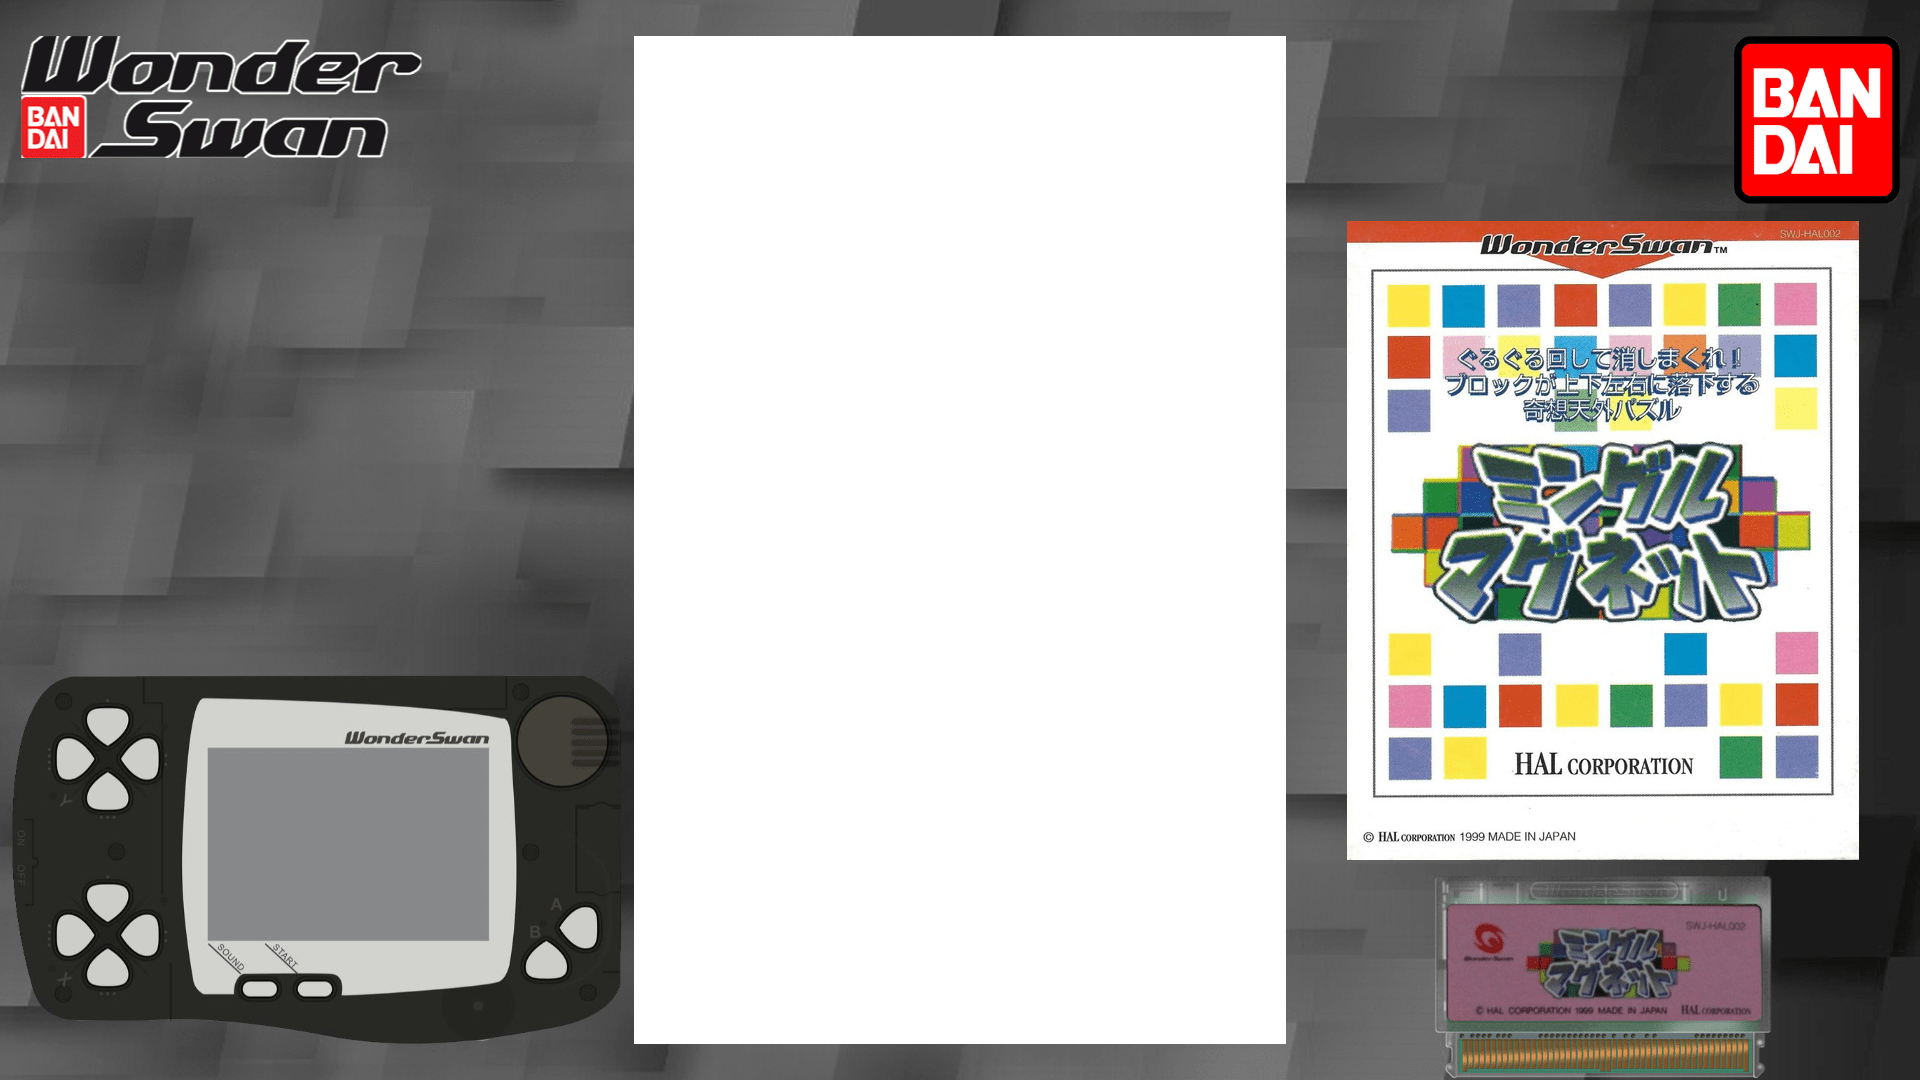 Wonder
Swan
BAN
DAI
BAN
DAI
WonderSwan™
SWJ-HAL002
ぐるぐる回して消しまくれ!
ブロックが上下左右に落下する
奇想天外パズル
ミングル
マグネット
HAL CORPORATION
© HAL CORPORATION 1999 MADE IN JAPAN
WonderSwan
Y
ON
OFF
A
B
X
SOUND
START
WonderSwan
SWJ-HAL002
WonderSwan
ミングル
マグネット
© HAL CORPORATION 1999 MADE IN JAPAN
HAL CORPORATION